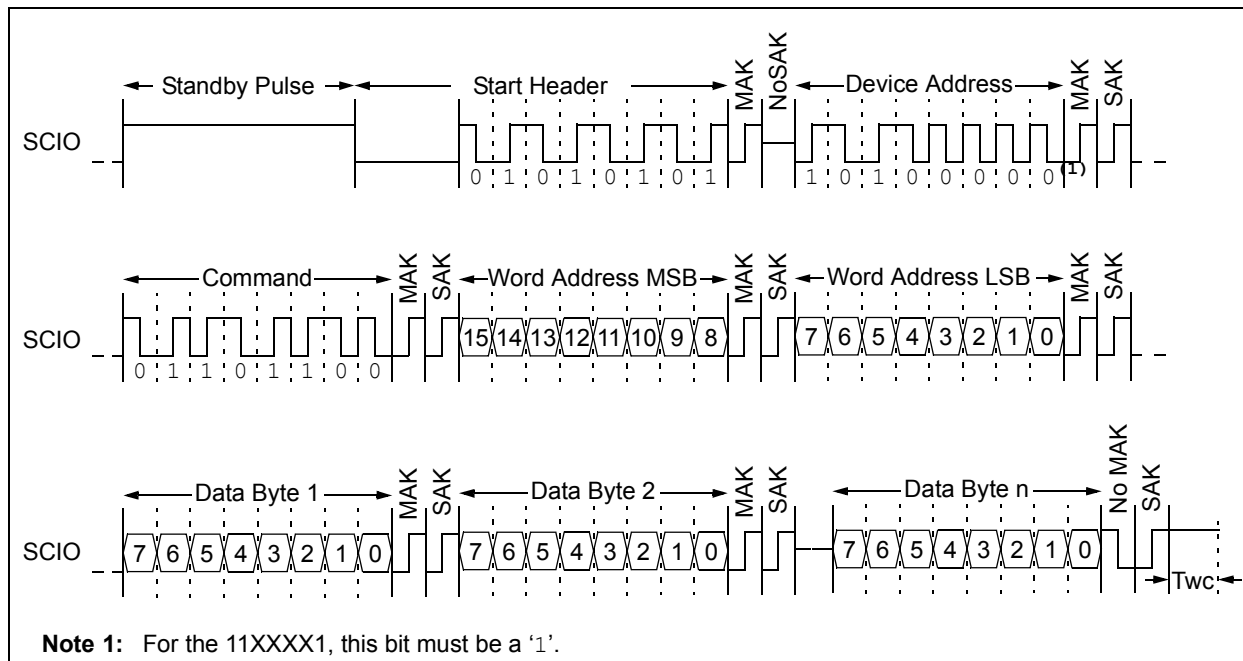 Standby Pulse Start Header MAK NoSAK Device Address MAK SAK
SCIO
0 1 0 1 0 1 0 1 1 0 1 0 0 0 0 0(1)
Command MAK SAK Word Address MSB MAK SAK Word Address LSB MAK SAK
SCIO 15 14 13 12 11 10 9 8 7 6 5 4 3 2 1 0
0 1 1 0 1 1 0 0
Data Byte 1 MAK SAK Data Byte 2 MAK SAK Data Byte n No MAK SAK
SCIO 7 6 5 4 3 2 1 0 7 6 5 4 3 2 1 0 7 6 5 4 3 2 1 0
Twc
Note 1: For the 11XXXX1, this bit must be a ‘1’.